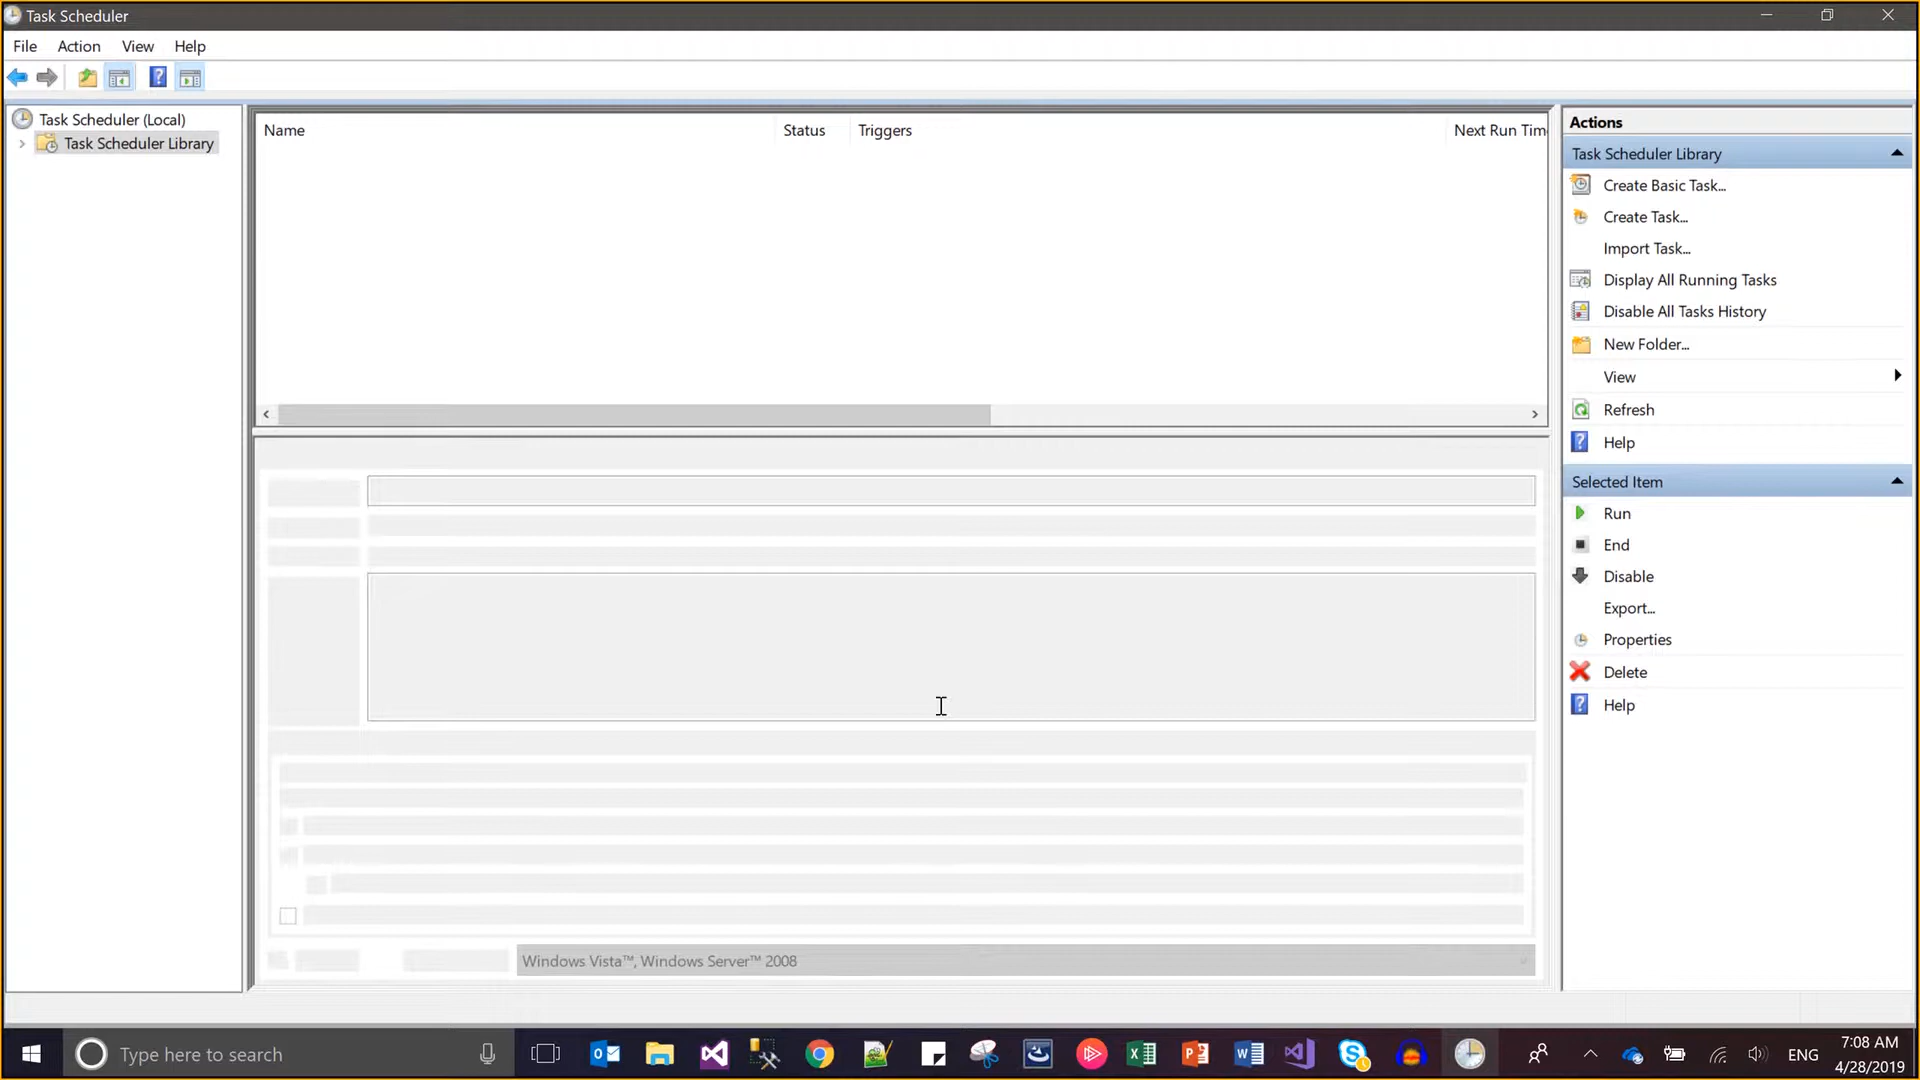 Task Scheduler
File Action View Help
Task Scheduler (Local)
Task Scheduler Library
Name Status Triggers Next Run Tim
Actions
Task Scheduler Library
Create Basic Task...
Create Task...
Import Task...
Display All Running Tasks
Disable All Tasks History
New Folder...
View
Refresh
Help
Selected Item
Run
End
Disable
Export...
Properties
Delete
Help
Windows Vista™, Windows Server™ 2008
Type here to search
ENG
7:08 AM
4/28/2019